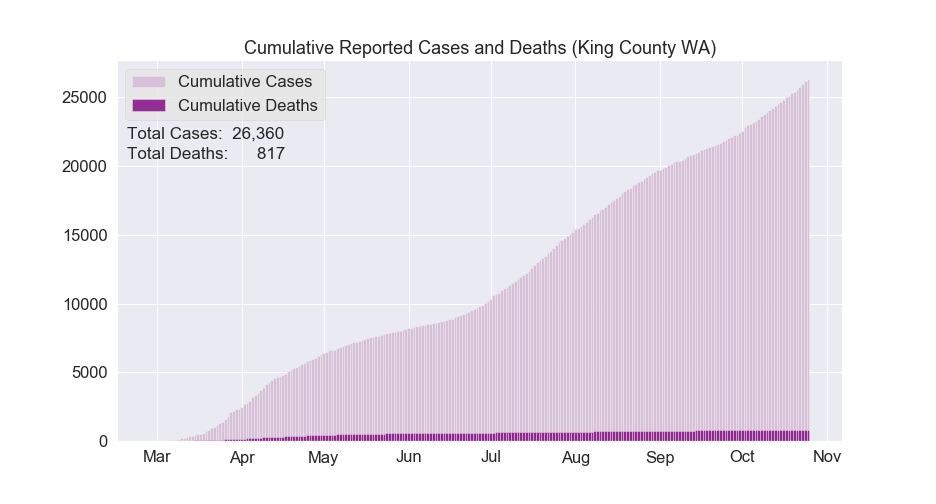 Cumulative Reported Cases and Deaths (King County WA)
Cumulative Cases
Cumulative Deaths
Total Cases: 26,360
Total Deaths: 817
25000
20000
15000
10000
5000
0
Mar Apr May Jun Jul Aug Sep Oct Nov